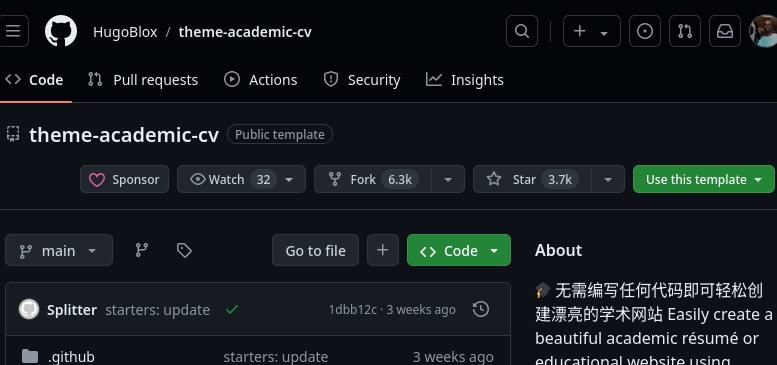 HugoBlox / theme-academic-cv
Code Pull requests Actions Security Insights
theme-academic-cv Public template
Sponsor Watch 32 Fork 6.3k Star 3.7k Use this template
main Go to file Code About
🎓 无需编写任何代码即可轻松创
建漂亮的学术网站 Easily create a
beautiful academic résumé or
educational website using
Splitter starters: update 1dbb12c · 3 weeks ago
.github starters: update 3 weeks ago